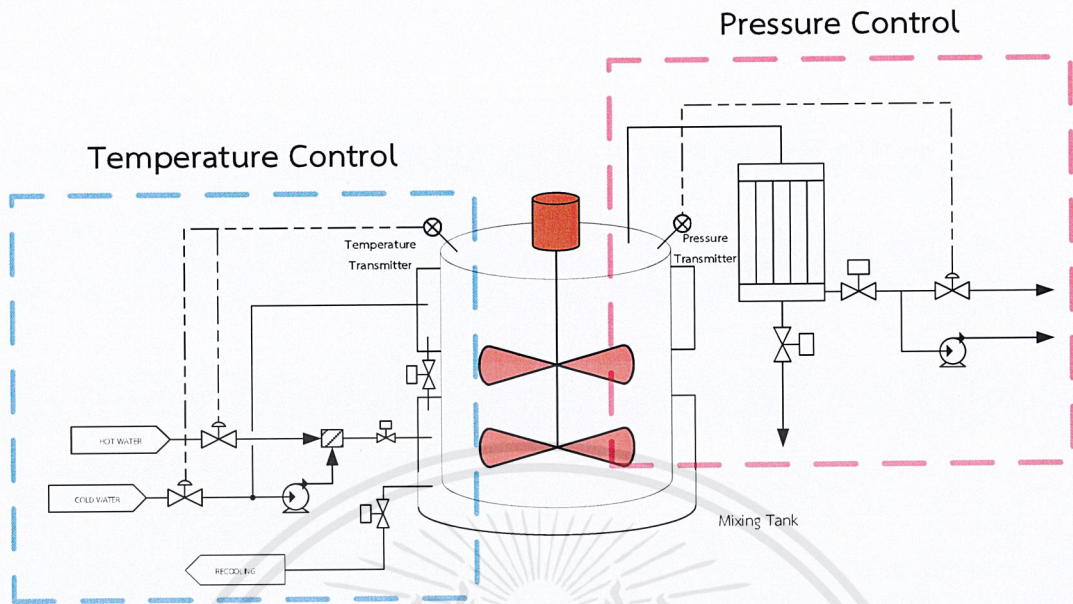 Pressure Control
Temperature Control
Temperature
Transmitter
Pressure
Transmitter
HOT WATER
COLD WATER
Mixing Tank
RECOOLING